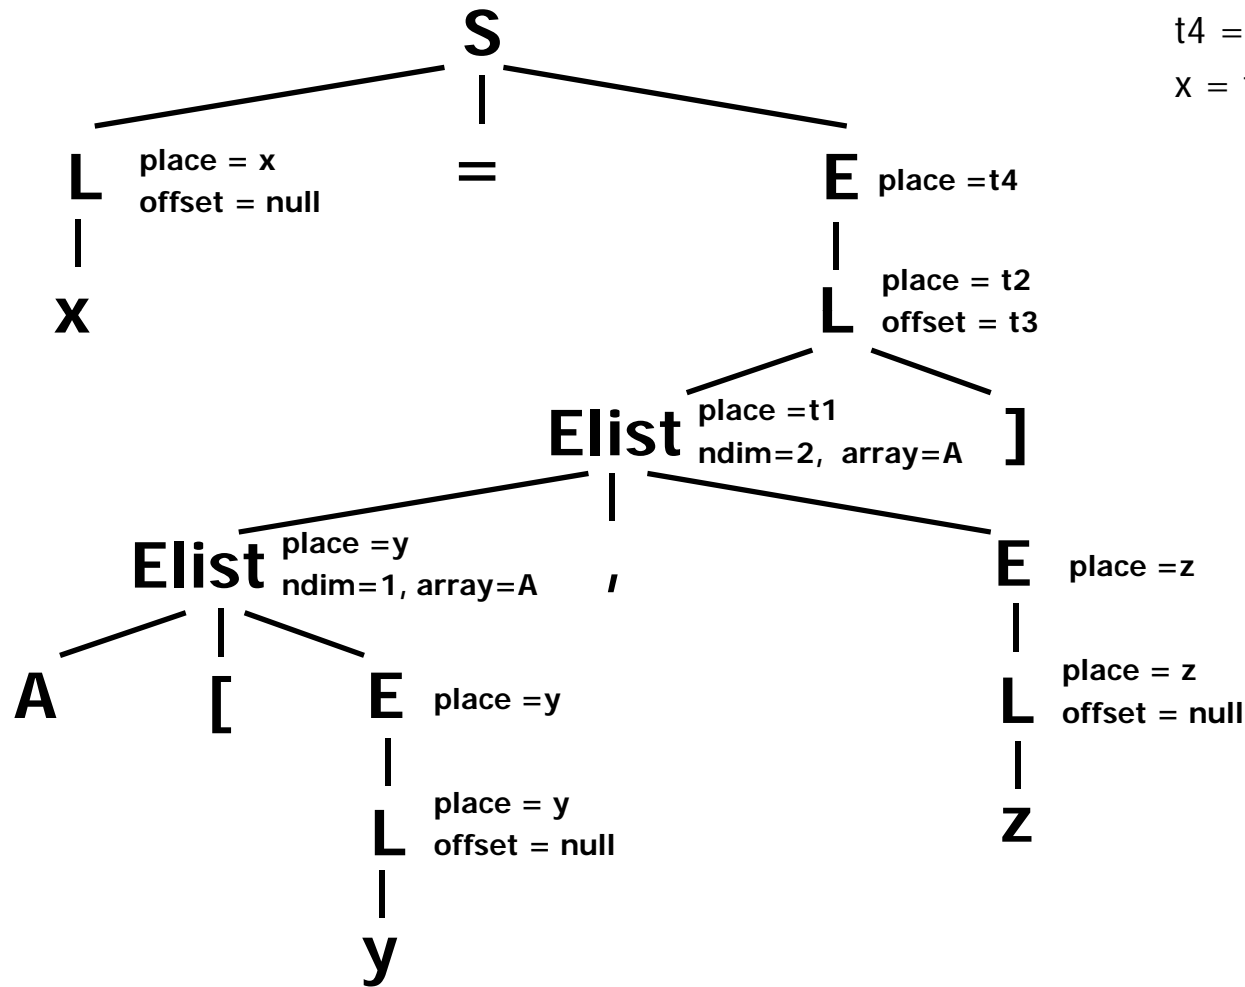 S
t4 =
x =
L
place = x
offset = null
=
E
place =t4
x
L
place = t2
offset = t3
Elist
place =t1
ndim=2, array=A
]
Elist
place =y
ndim=1, array=A
,
E
place =z
A
[
E
place =y
L
place = z
offset = null
L
place = y
offset = null
z
y